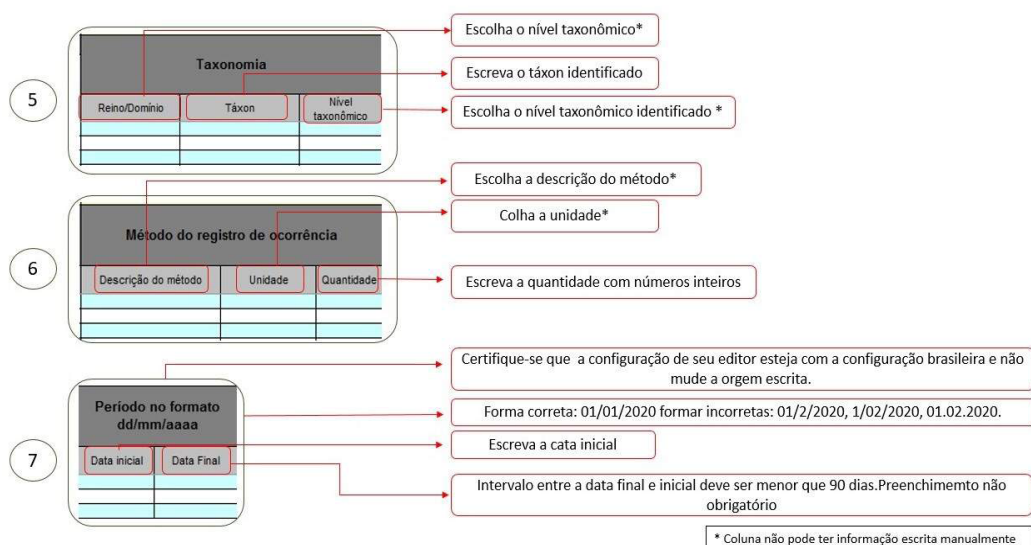 Escolha o nível taxonômico*
Taxonomia
Escreva o táxon identificado
5
Reino/Domínio
Táxon
Nível
taxonômico
Escolha o nível taxonômico identificado *
Escolha a descrição do método*
Colha a unidade*
Método do registro de ocorrência
6
Descrição do método
Unidade
Quantidade
Escreva a quantidade com números inteiros
Certifique-se que a configuração de seu editor esteja com a configuração brasileira e não
mude a orgem escrita.
Período no formato
dd/mm/aaaa
Forma correta: 01/01/2020 formar incorretas: 01/2/2020, 1/02/2020, 01.02.2020.
Escreva a cata inicial
7
Data inicial
Data Final
Intervalo entre a data final e inicial deve ser menor que 90 dias.Preenchimemto não
obrigatório
* Coluna não pode ter informação escrita manualmente